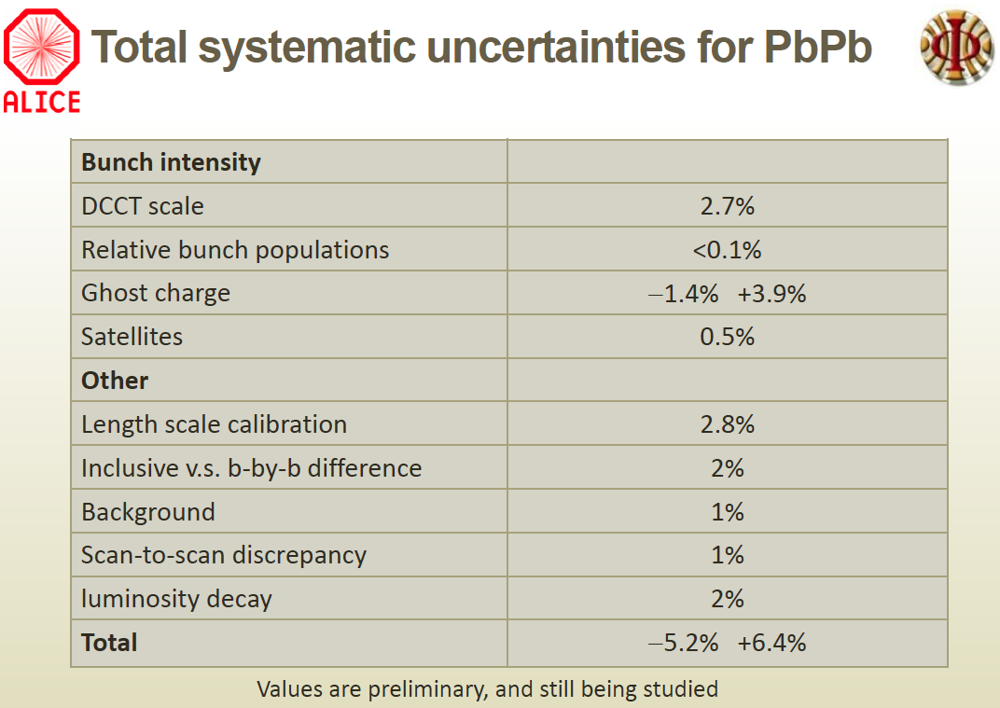 ALICE
Total systematic uncertainties for PbPb
Bunch intensity
DCCT scale 2.7%
Relative bunch populations <0.1%
Ghost charge −1.4% +3.9%
Satellites 0.5%
Other
Length scale calibration 2.8%
Inclusive v.s. b-by-b difference 2%
Background 1%
Scan-to-scan discrepancy 1%
luminosity decay 2%
Total −5.2% +6.4%
Values are preliminary, and still being studied